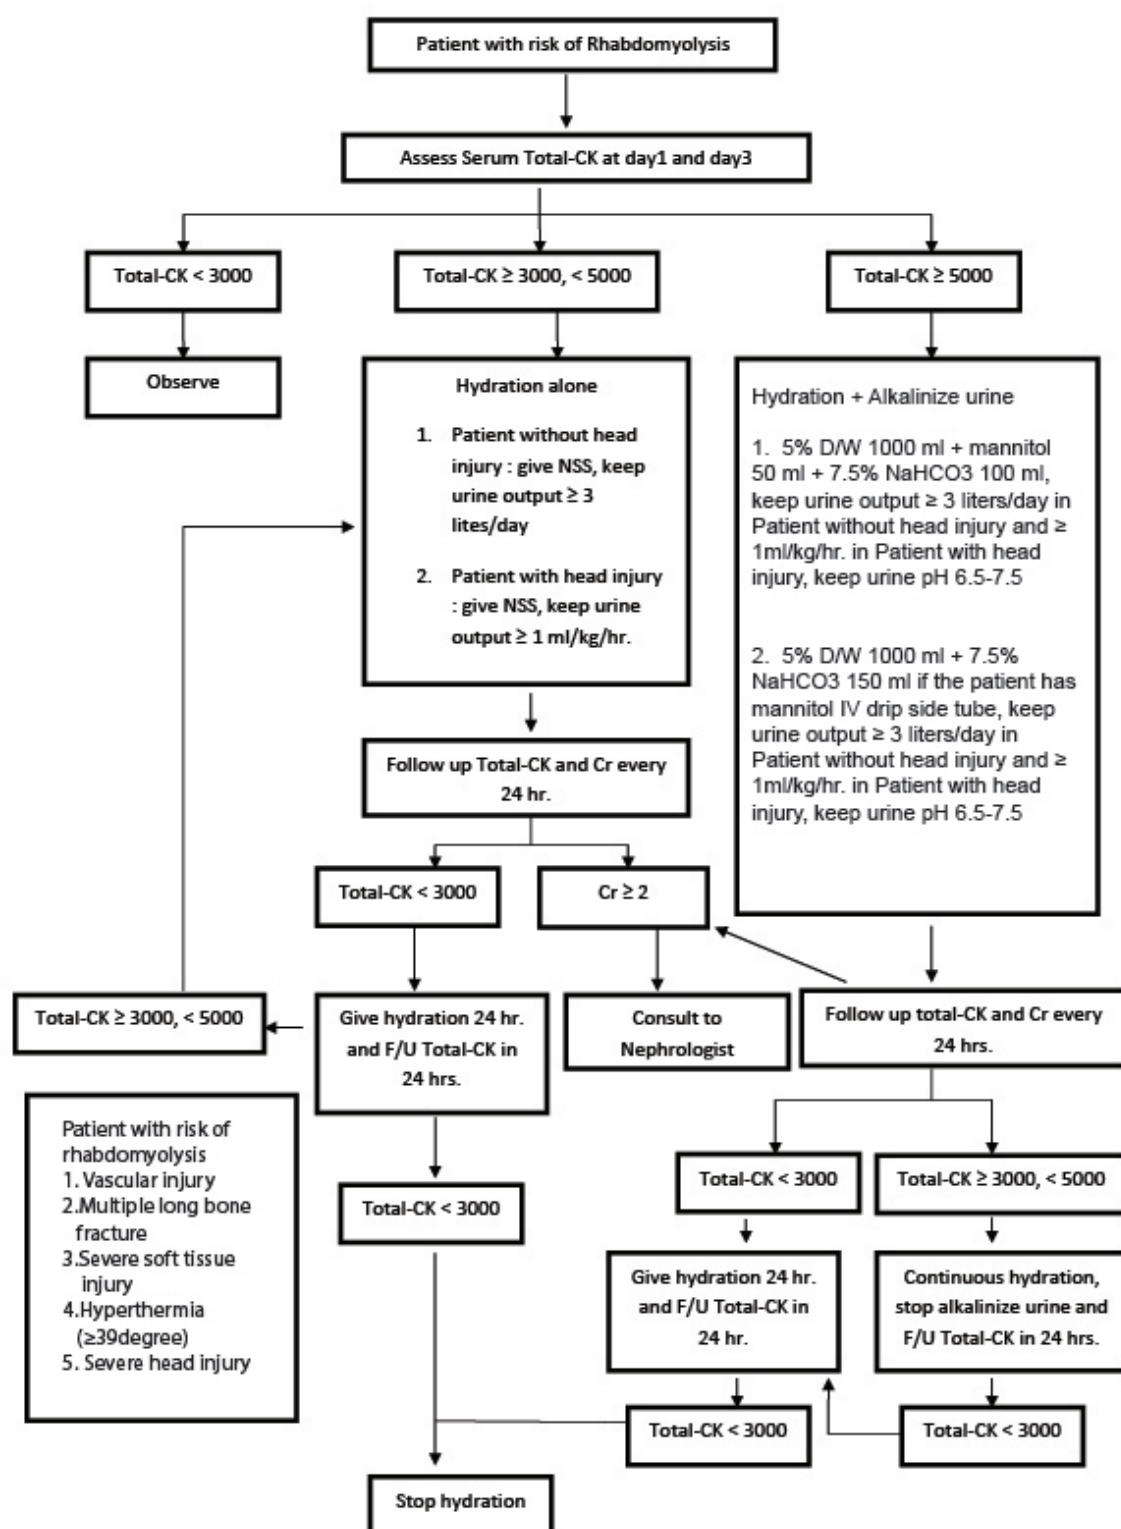 Patient with risk of Rhabdomyolysis
Assess Serum Total-CK at day1 and day3
Total-CK < 3000
Total-CK ≥ 3000, < 5000
Total-CK ≥ 5000
Observe
Hydration alone
1. Patient without head
injury : give NSS, keep
urine output ≥ 3
lites/day
2. Patient with head injury
: give NSS, keep urine
output ≥ 1 ml/kg/hr.
Hydration + Alkalinize urine
1. 5% D/W 1000 ml + mannitol
50 ml + 7.5% NaHCO3 100 ml,
keep urine output ≥ 3 liters/day in
Patient without head injury and ≥
1ml/kg/hr. in Patient with head
injury, keep urine pH 6.5-7.5
2. 5% D/W 1000 ml + 7.5%
NaHCO3 150 ml if the patient has
mannitol IV drip side tube, keep
urine output ≥ 3 liters/day in
Patient without head injury and ≥
1ml/kg/hr. in Patient with head
injury, keep urine pH 6.5-7.5
Follow up Total-CK and Cr every
24 hr.
Total-CK < 3000
Cr ≥ 2
Total-CK ≥ 3000, < 5000
Give hydration 24 hr.
and F/U Total-CK in
24 hrs.
Consult to
Nephrologist
Follow up total-CK and Cr every
24 hrs.
Patient with risk of
rhabdomyolysis
1. Vascular injury
2.Multiple long bone
fracture
3.Severe soft tissue
injury
4.Hyperthermia
(≥39degree)
5. Severe head injury
Total-CK < 3000
Total-CK < 3000
Total-CK ≥ 3000, < 5000
Give hydration 24 hr.
and F/U Total-CK in
24 hr.
Continuous hydration,
stop alkalinize urine and
F/U Total-CK in 24 hrs.
Total-CK < 3000
Total-CK < 3000
Stop hydration